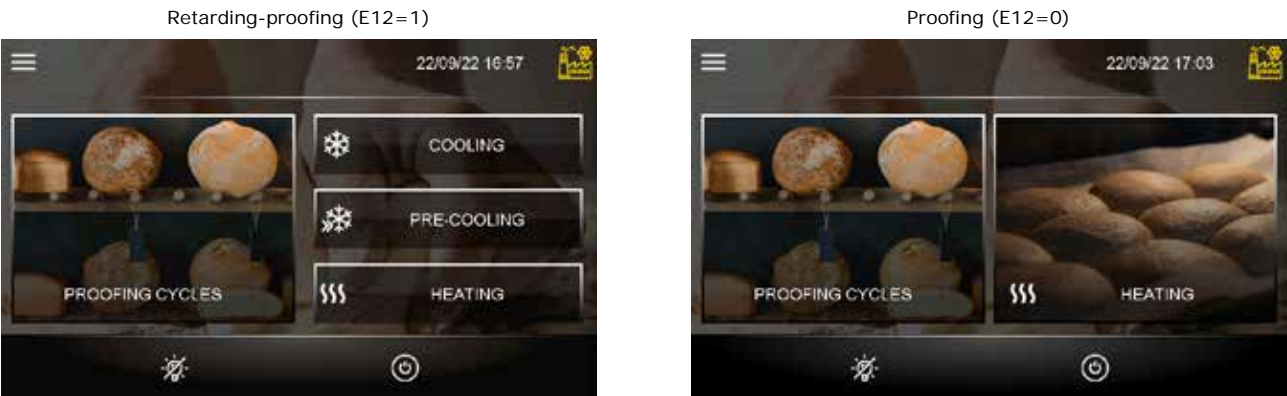 Retarding-proofing (E12=1)
22/09/22 16:57
COOLING
PRE-COOLING
PROOFING CYCLES
HEATING
Proofing (E12=0)
22/09/22 17:03
PROOFING CYCLES
HEATING